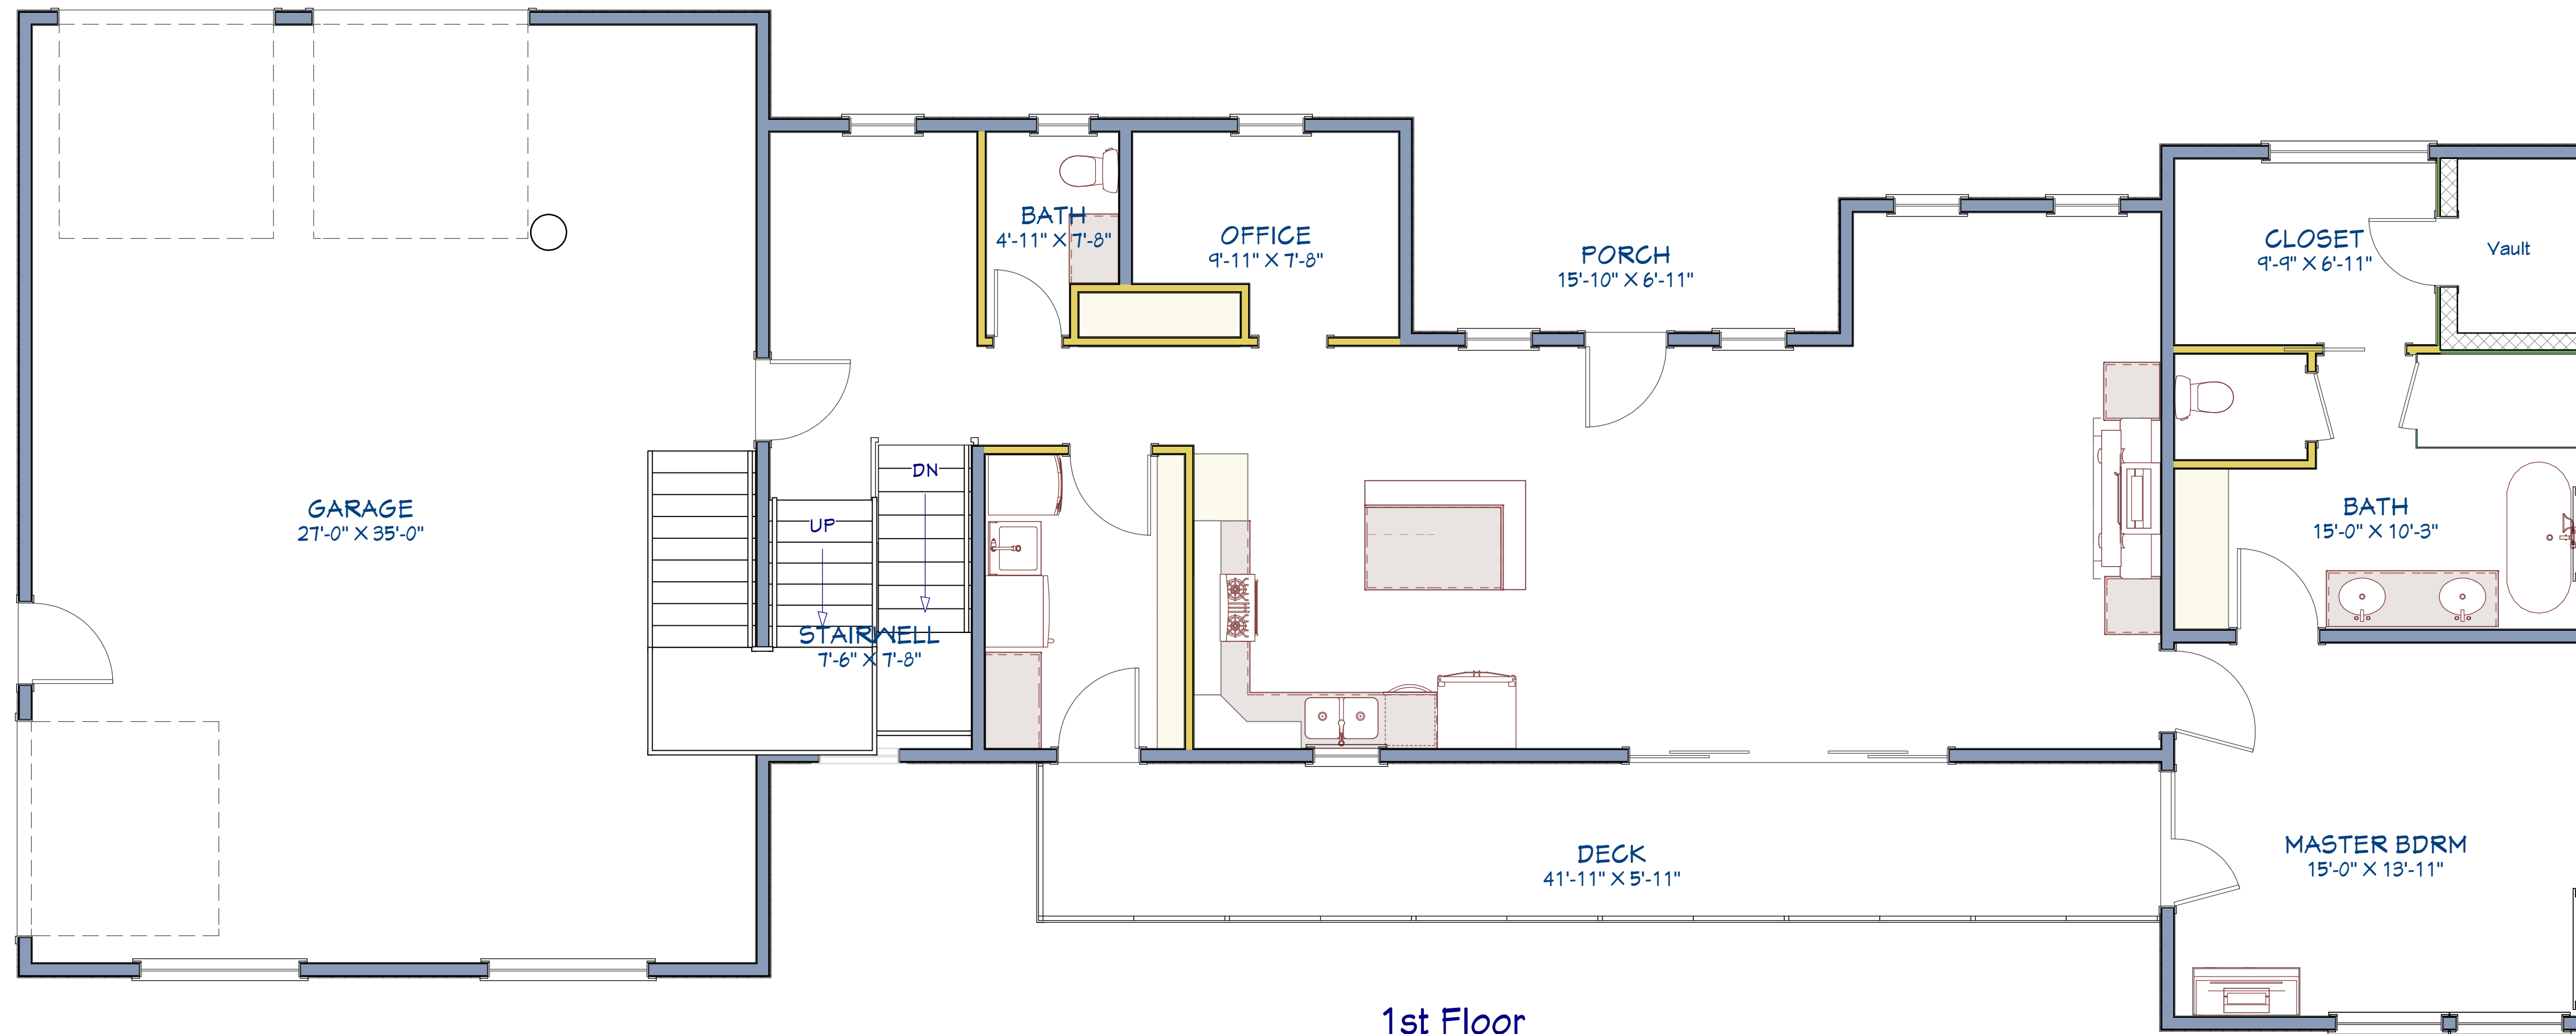 BATH
4'-11" X 7'-8"
OFFICE
9'-11" X 7'-8"
PORCH
15'-10" X 6'-11"
CLOSET
9'-9" X 6'-11"
Vault
GARAGE
27'-0" X 35'-0"
UP
DN
STAIRWELL
7'-6" X 7'-8"
BATH
15'-0" X 10'-3"
DECK
41'-11" X 5'-11"
MASTER BDRM
15'-0" X 13'-11"
1st Floor